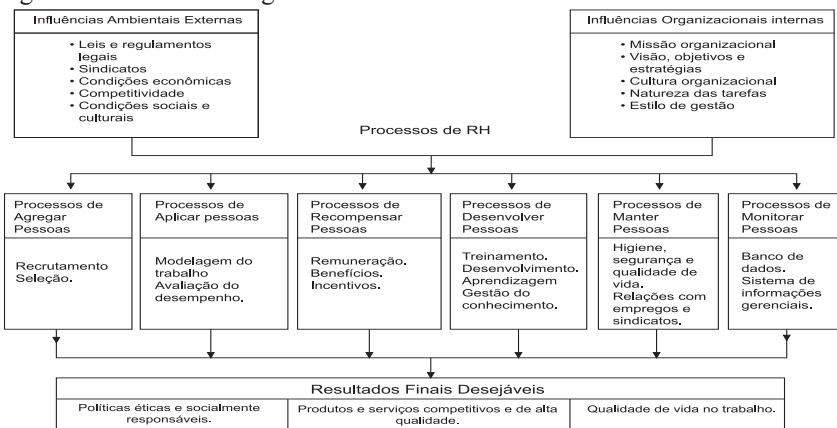 Influências Ambientais Externas
• Leis e regulamentos
legais
• Sindicatos
• Condições econômicas
• Competitividade
• Condições sociais e
culturais
Influências Organizacionais internas
• Missão organizacional
• Visão, objetivos e
estratégias
• Cultura organizacional
• Natureza das tarefas
• Estilo de gestão
Processos de RH
Processos de
Agregar
Pessoas
Recrutamento
Seleção.
Processos de
Aplicar pessoas
Modelagem do
trabalho
Avaliação do
desempenho.
Processos de
Recompensar
Pessoas
Remuneração.
Benefícios.
Incentivos.
Processos de
Desenvolver
Pessoas
Treinamento.
Desenvolvimento.
Aprendizagem
Gestão do
conhecimento.
Processos de
Manter
Pessoas
Higiene,
segurança e
qualidade de
vida.
Relações com
empregos e
sindicatos.
Processos de
Monitorar
Pessoas
Banco de
dados.
Sistema de
informações
gerenciais.
Resultados Finais Desejáveis
Políticas éticas e socialmente
responsáveis.
Produtos e serviços competitivos e de alta
qualidade.
Qualidade de vida no trabalho.